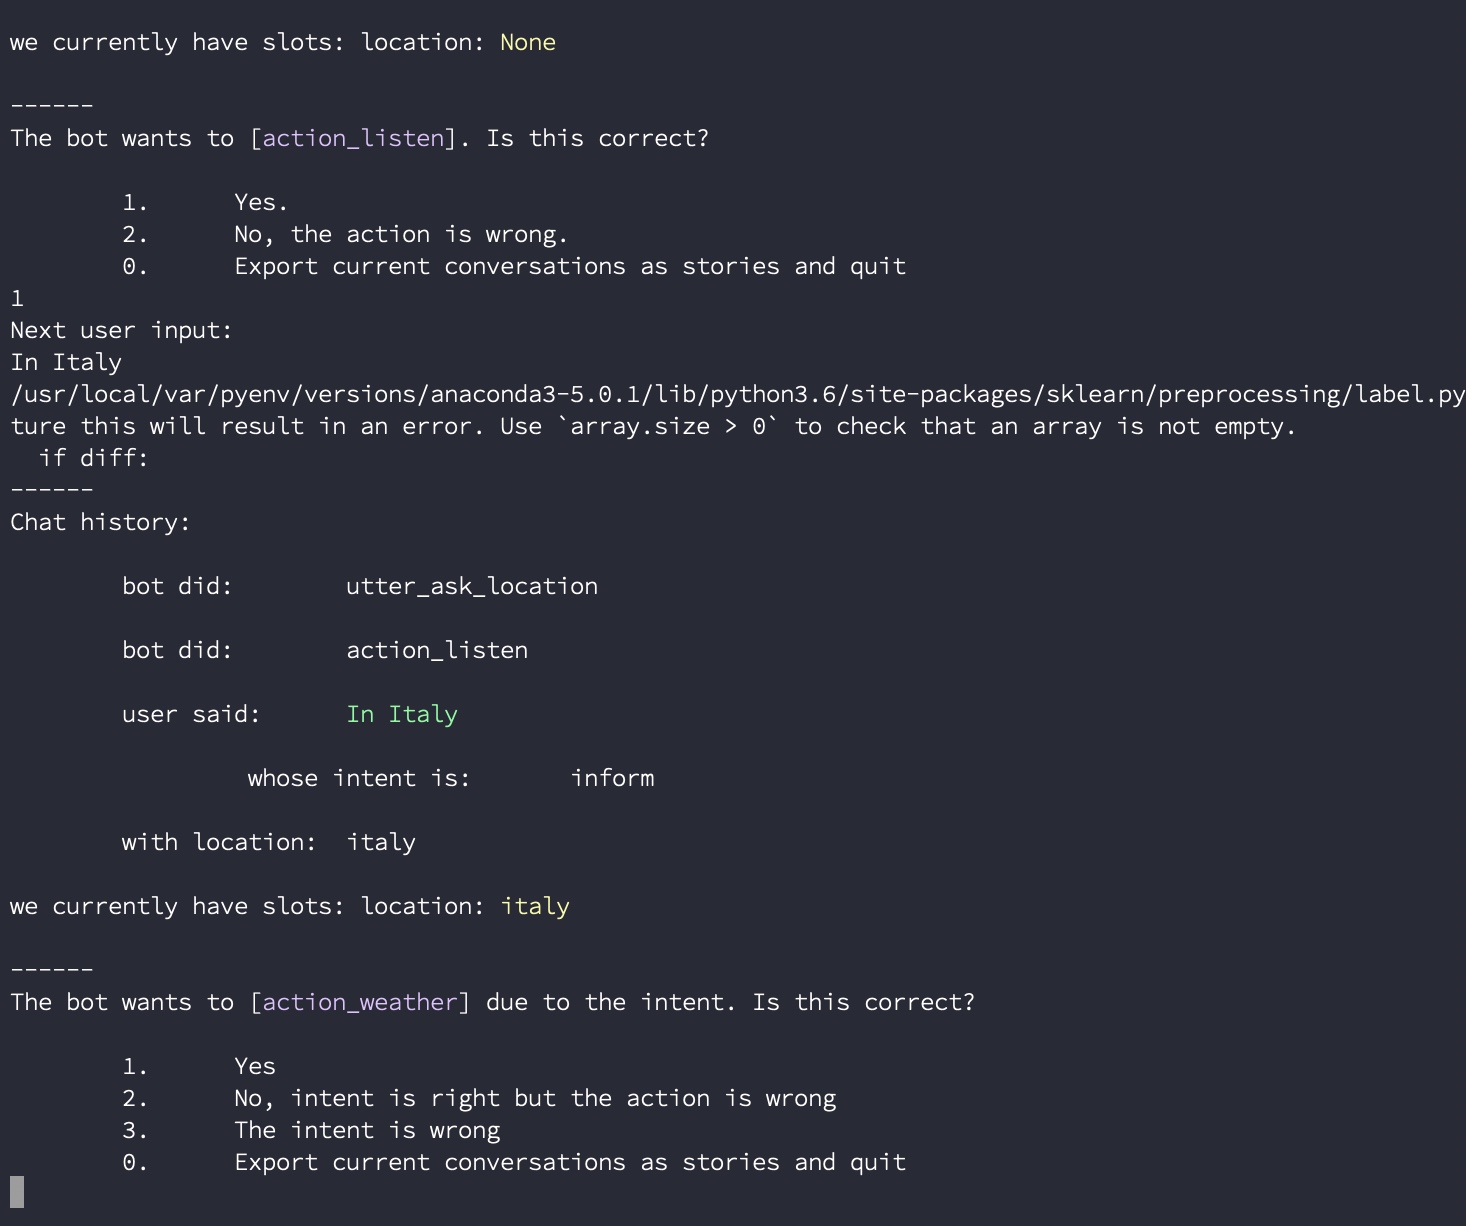 we currently have slots: location: None
------
The bot wants to [action_listen]. Is this correct?
1. Yes.
2. No, the action is wrong.
0. Export current conversations as stories and quit
1
Next user input:
In Italy
/usr/local/var/pyenv/versions/anaconda3-5.0.1/lib/python3.6/site-packages/sklearn/preprocessing/label.py
ture this will result in an error. Use `array.size > 0` to check that an array is not empty.
if diff:
------
Chat history:
bot did: utter_ask_location
bot did: action_listen
user said: In Italy
whose intent is: inform
with location: italy
we currently have slots: location: italy
------
The bot wants to [action_weather] due to the intent. Is this correct?
1. Yes
2. No, intent is right but the action is wrong
3. The intent is wrong
0. Export current conversations as stories and quit